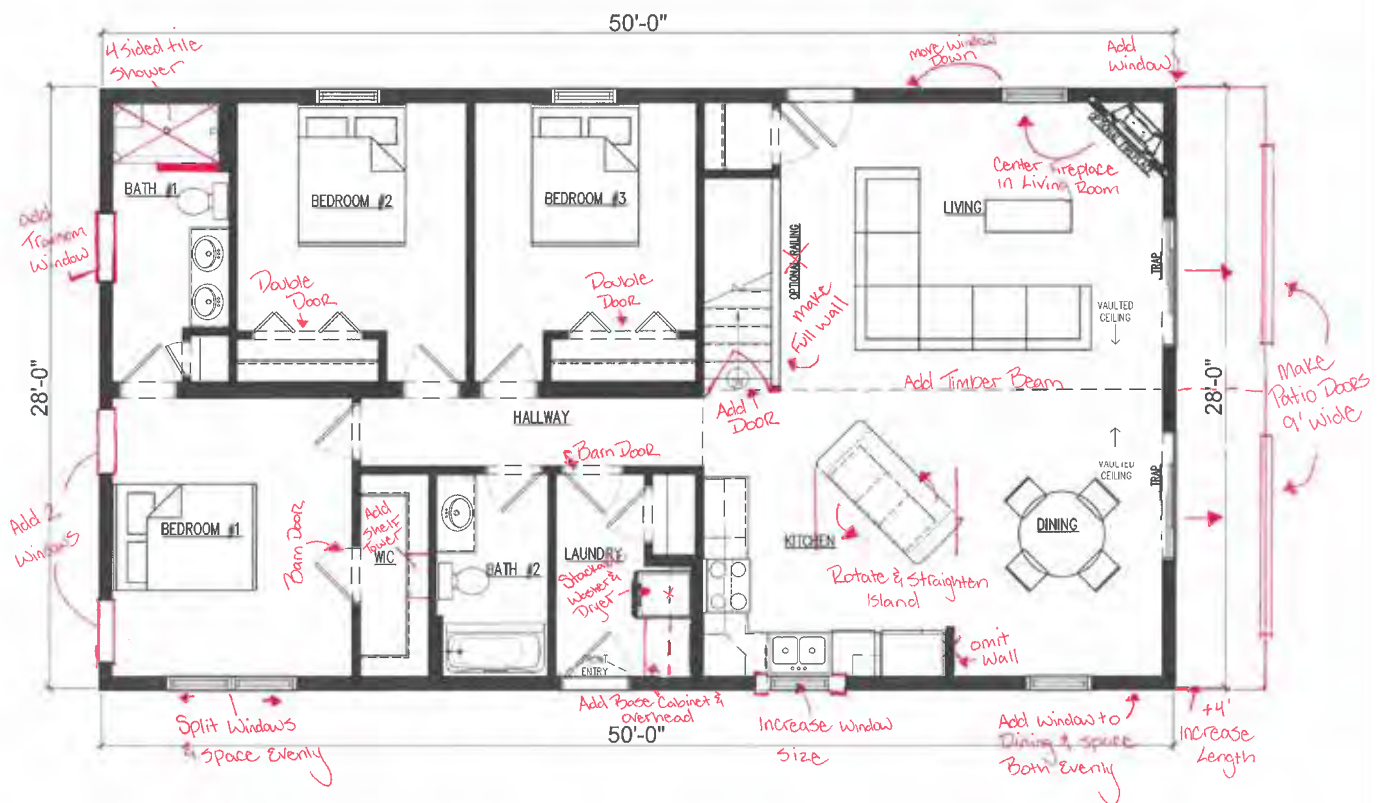 50'-0"
4 sided tile
Shower
move window
Down
Add
Window
BATH #1
BEDROOM #2
BEDROOM #3
Center fireplace
in Living Room
LIVING
add
Transom
Window
Double
Door
Double
Door
OPTIONAL RAILING
make
Full wall
TRAP
VAULTED
CEILING
Make
Patio Doors
9' wide
28'-0"
28'-0"
Add Timber Beam
Add 1
Door
HALLWAY
Barn Door
VAULTED
CEILING
TRAP
Add 2
Windows
BEDROOM #1
Barn Door
Add
Shelf
Tower
WIC
BATH #2
LAUNDRY
Stackable
Washer &
Dryer
KITCHEN
DINING
Rotate & Straighten
Island
omit
Wall
ENTRY
Split Windows
& Space Evenly
Add Base Cabinet &
overhead
Increase Window
Size
Add window to
Dining & space
Both Evenly
+4'
Increase
Length
50'-0"